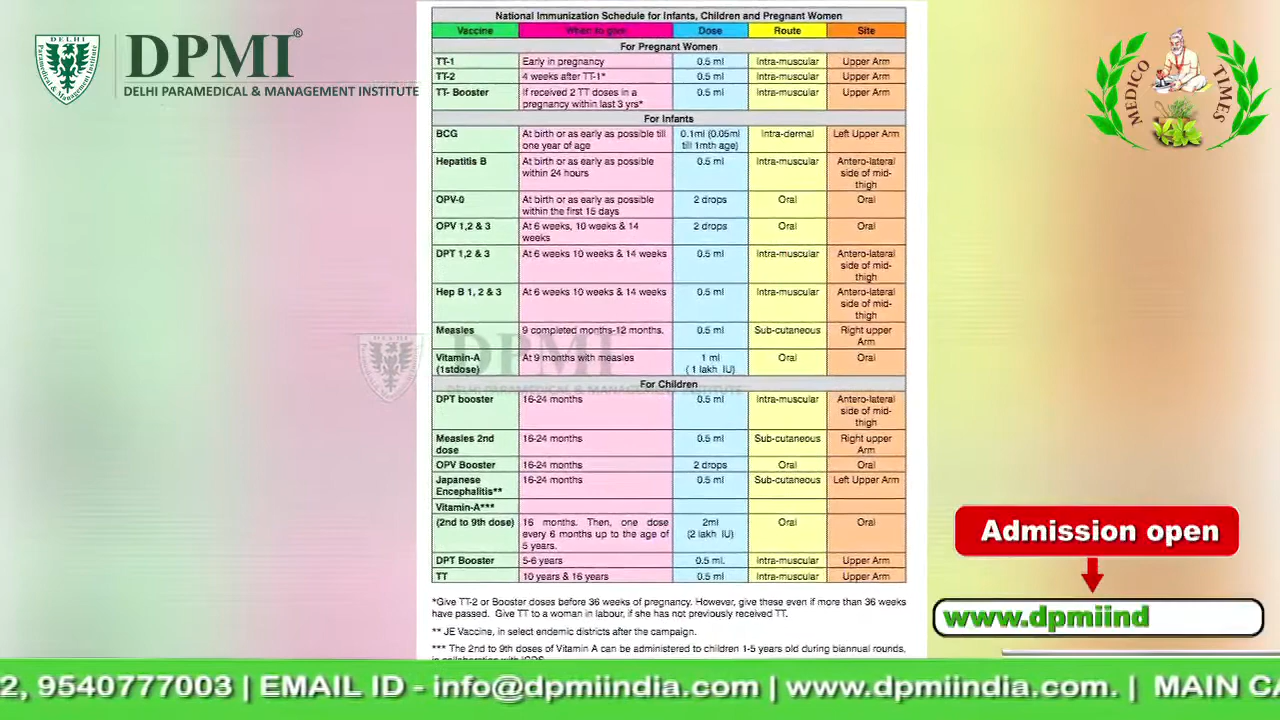 DELHI
Paramedical & Management Institute
DPMI®
DELHI PARAMEDICAL & MANAGEMENT INSTITUTE
MEDICO TIMES
National Immunization Schedule for Infants, Children and Pregnant Women
Vaccine When to give Dose Route Site
For Pregnant Women
TT-1 Early in pregnancy 0.5 ml Intra-muscular Upper Arm
TT-2 4 weeks after TT-1* 0.5 ml Intra-muscular Upper Arm
TT- Booster If received 2 TT doses in a 0.5 ml Intra-muscular Upper Arm
pregnancy within last 3 yrs*
For Infants
BCG At birth or as early as possible till 0.1ml (0.05ml Intra-dermal Left Upper Arm
one year of age till 1mth age)
Hepatitis B At birth or as early as possible 0.5 ml Intra-muscular Antero-lateral
within 24 hours side of mid-
thigh
OPV-0 At birth or as early as possible 2 drops Oral Oral
within the first 15 days
OPV 1,2 & 3 At 6 weeks, 10 weeks & 14 2 drops Oral Oral
weeks
DPT 1,2 & 3 At 6 weeks 10 weeks & 14 weeks 0.5 ml Intra-muscular Antero-lateral
side of mid-
thigh
Hep B 1, 2 & 3 At 6 weeks 10 weeks & 14 weeks 0.5 ml Intra-muscular Antero-lateral
side of mid-
thigh
Measles 9 completed months-12 months. 0.5 ml Sub-cutaneous Right upper
Arm
Vitamin-A At 9 months with measles 1 ml Oral Oral
(1stdose) ( 1 lakh IU)
DPMI
DELHI PARAMEDICAL & MANAGEMENT INSTITUTE
For Children
DPT booster 16-24 months 0.5 ml Intra-muscular Antero-lateral
side of mid-
thigh
Measles 2nd 16-24 months 0.5 ml Sub-cutaneous Right upper
dose Arm
OPV Booster 16-24 months 2 drops Oral Oral
Japanese 16-24 months 0.5 ml Sub-cutaneous Left Upper Arm
Encephalitis**
Vitamin-A***
(2nd to 9th dose) 16 months. Then, one dose 2ml Oral Oral
every 6 months up to the age of (2 lakh IU)
5 years.
DPT Booster 5-6 years 0.5 ml. Intra-muscular Upper Arm
TT 10 years & 16 years 0.5 ml Intra-muscular Upper Arm
*Give TT-2 or Booster doses before 36 weeks of pregnancy. However, give these even if more than 36 weeks
have passed. Give TT to a woman in labour, if she has not previously received TT.
** JE Vaccine, in select endemic districts after the campaign.
*** The 2nd to 9th doses of Vitamin A can be administered to children 1-5 years old during biannual rounds,
Admission open
www.dpmiind
2, 9540777003 | EMAIL ID - info@dpmiindia.com | www.dpmiindia.com. | MAIN CA